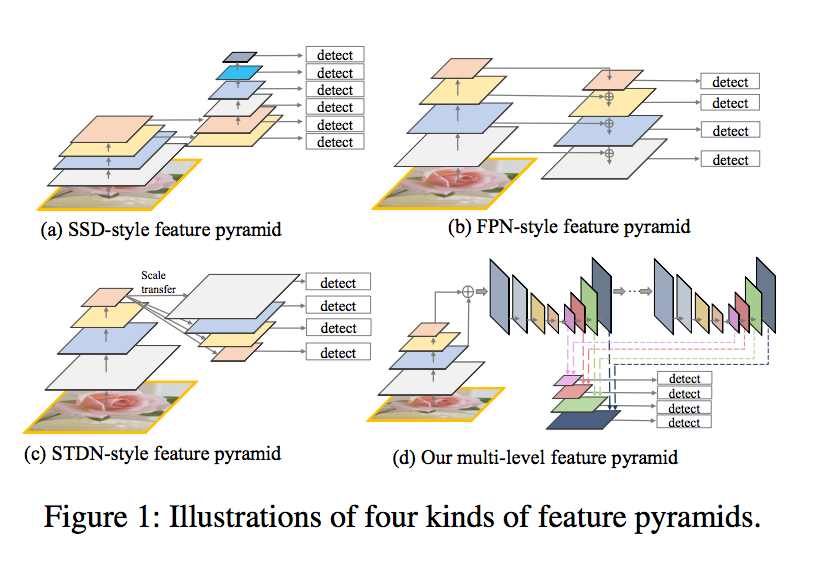 detect
detect
detect
detect
detect
detect
(a) SSD-style feature pyramid
detect
detect
detect
detect
(b) FPN-style feature pyramid
Scale
transfer
detect
detect
detect
detect
(c) STDN-style feature pyramid
...
detect
detect
detect
detect
(d) Our multi-level feature pyramid
Figure 1: Illustrations of four kinds of feature pyramids.